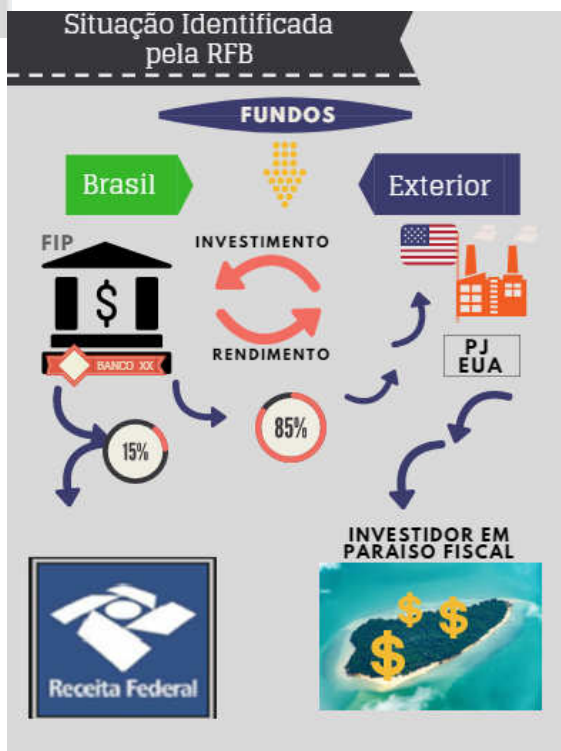 Situação Identificada
pela RFB
FUNDOS
Brasil
Exterior
FIP
INVESTIMENTO
$
RENDIMENTO
BANCO XX
PJ
EUA
85%
15%
INVESTIDOR EM
PARAISO FISCAL
$ $
$
Receita Federal